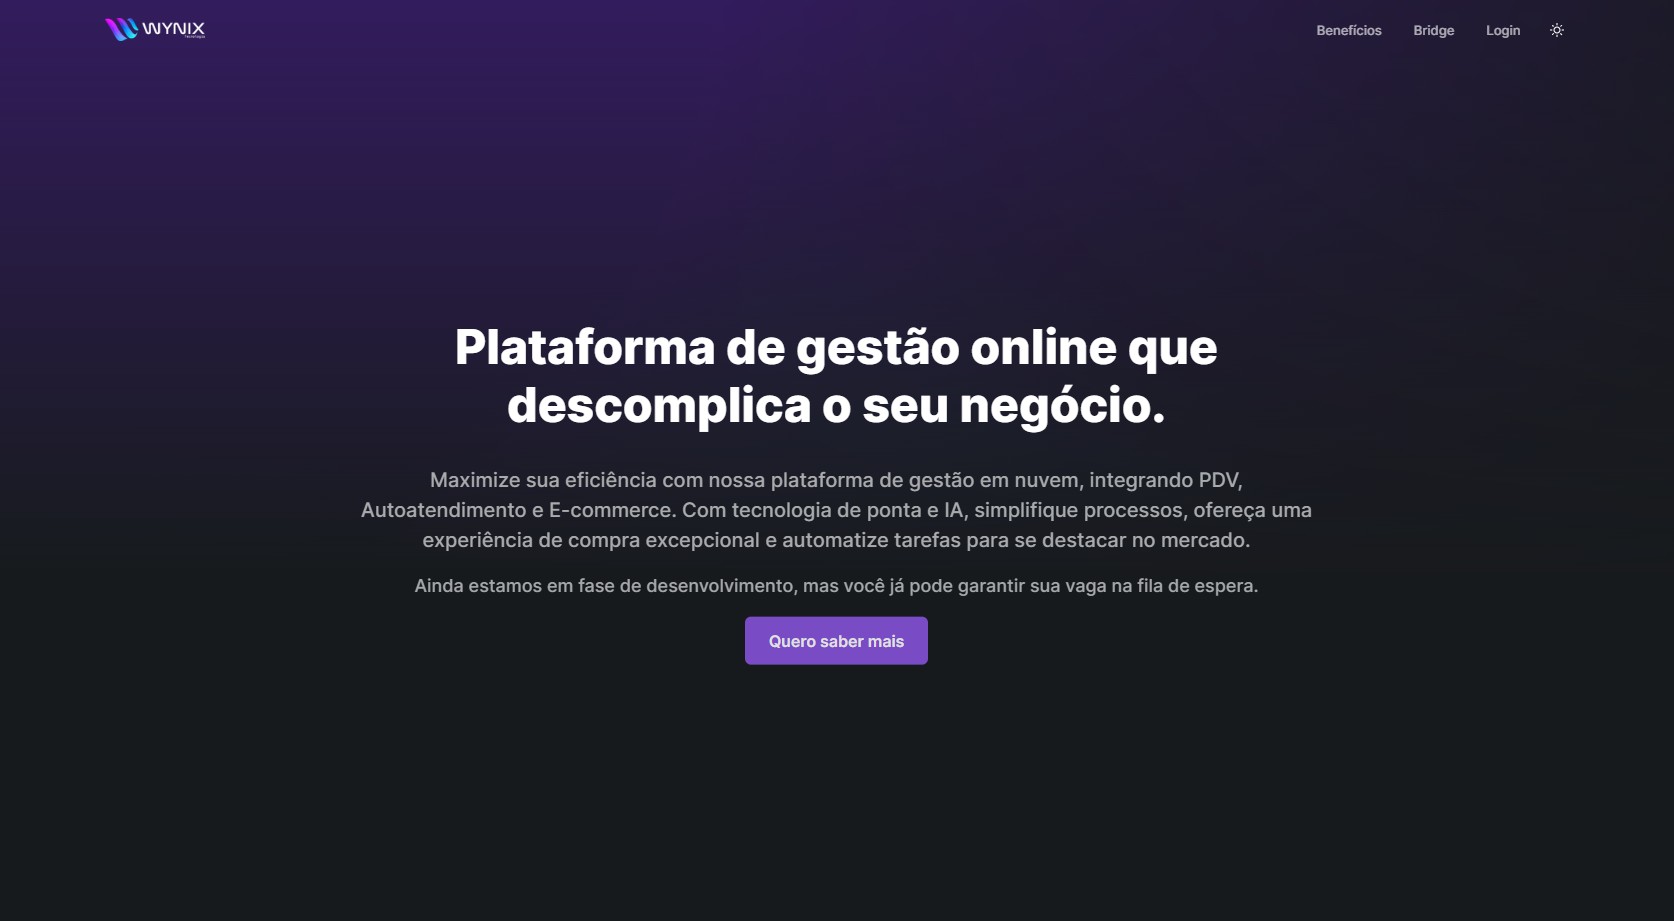 WYNIX
Tecnologia
Benefícios
Bridge
Login
Plataforma de gestão online que
descomplica o seu negócio.
Maximize sua eficiência com nossa plataforma de gestão em nuvem, integrando PDV,
Autoatendimento e E-commerce. Com tecnologia de ponta e IA, simplifique processos, ofereça uma
experiência de compra excepcional e automatize tarefas para se destacar no mercado.
Ainda estamos em fase de desenvolvimento, mas você já pode garantir sua vaga na fila de espera.
Quero saber mais